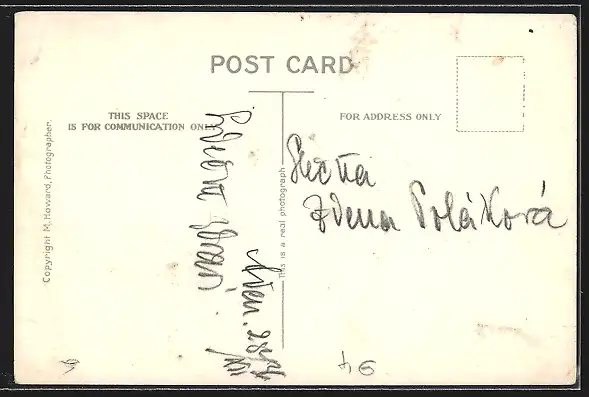 POST CARD
THIS SPACE
IS FOR COMMUNICATION ONLY
FOR ADDRESS ONLY
Copyright M. Howard, Photographer.
This is a real photograph
Slečna
Zdena Poláková